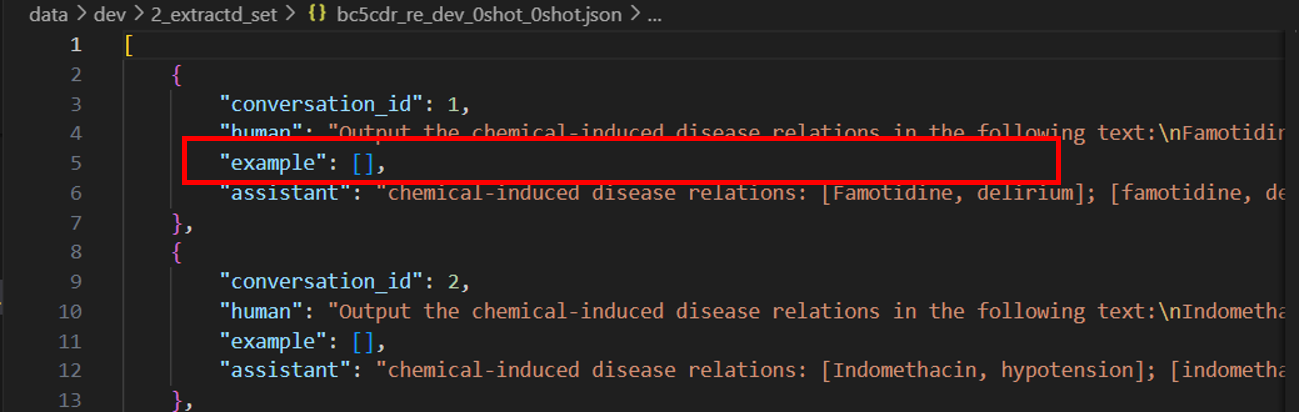 data > dev > 2_extractd_set > {} bc5cdr_re_dev_0shot_0shot.json > ...
1 [
2 {
3 "conversation_id": 1,
4 "human": "Output the chemical-induced disease relations in the following text:\nFamotidin
5 "example": [],
6 "assistant": "chemical-induced disease relations: [Famotidine, delirium]; [famotidine, de
7 },
8 {
9 "conversation_id": 2,
10 "human": "Output the chemical-induced disease relations in the following text:\nIndometha
11 "example": [],
12 "assistant": "chemical-induced disease relations: [Indomethacin, hypotension]; [indometha
13 },